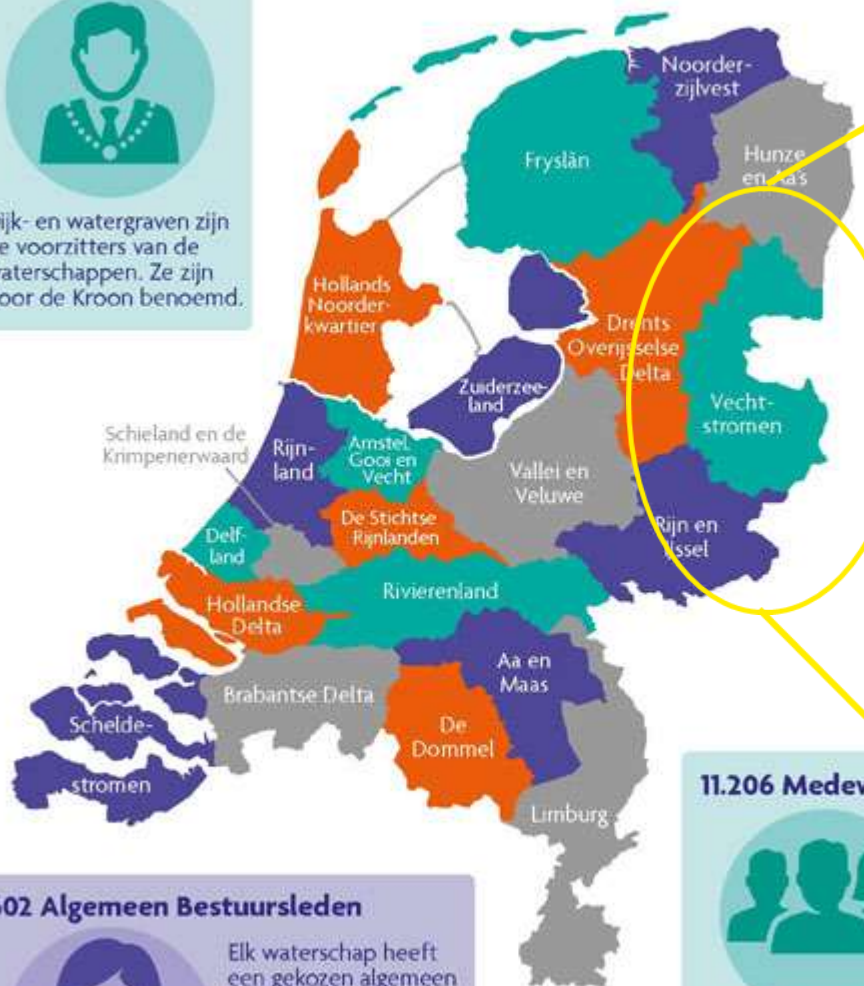 ijk- en watergraven zijn
e voorzitters van de
aterschappen. Ze zijn
oor de Kroon benoemd.
Noorder-
zijlvest
Fryslân
Hunze
en Aa's
Hollands
Noorder-
kwartier
Drents
Overijsselse
Delta
Zuiderzee-
land
Vecht-
stromen
Schieland en de
Krimpenerwaard
Rijn-
land
Amstel,
Gooi en
Vecht
Vallei en
Veluwe
De Stichtse
Rijnlanden
Rijn en
IJssel
Delf-
land
Rivierenland
Hollandse
Delta
Aa en
Maas
Brabantse Delta
Schelde-
stromen
De
Dommel
Limburg
11.206 Medew
02 Algemeen Bestuursleden
Elk waterschap heeft
een gekozen algemeen